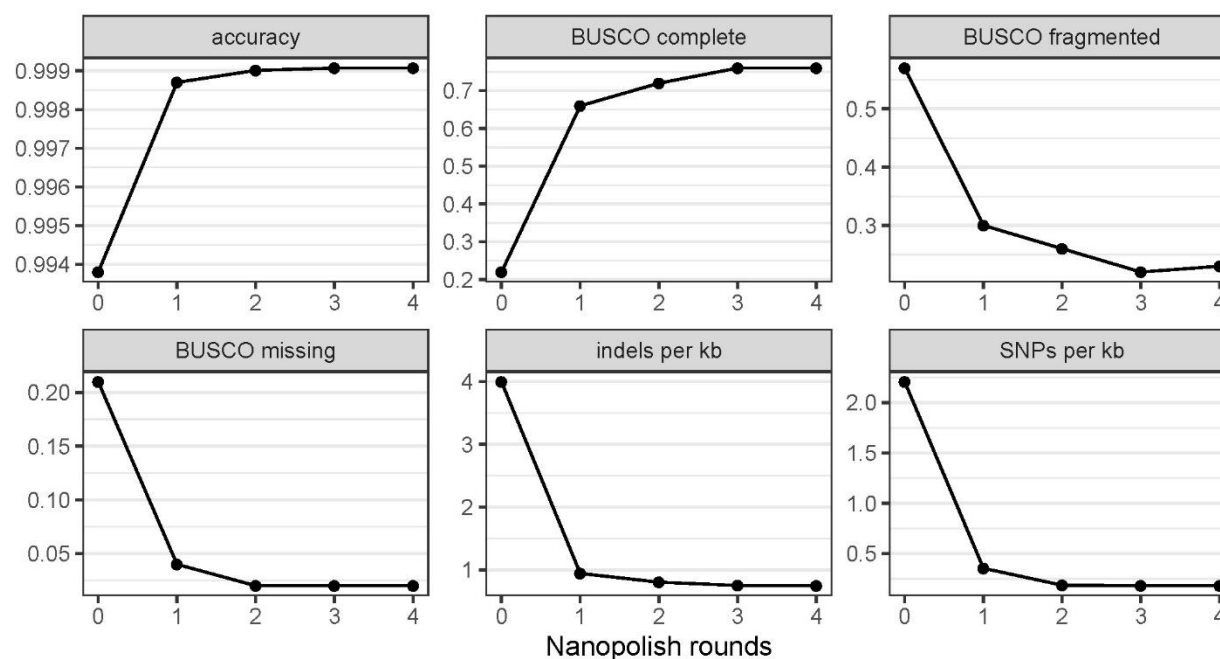 accuracy
0.999
0.998
0.997
0.996
0.995
0.994
0 1 2 3 4
BUSCO complete
0.7
0.6
0.5
0.4
0.3
0.2
0 1 2 3 4
BUSCO fragmented
0.5
0.4
0.3
0 1 2 3 4
BUSCO missing
0.20
0.15
0.10
0.05
0 1 2 3 4
indels per kb
4
3
2
1
0 1 2 3 4
SNPs per kb
2.0
1.5
1.0
0.5
0 1 2 3 4
Nanopolish rounds